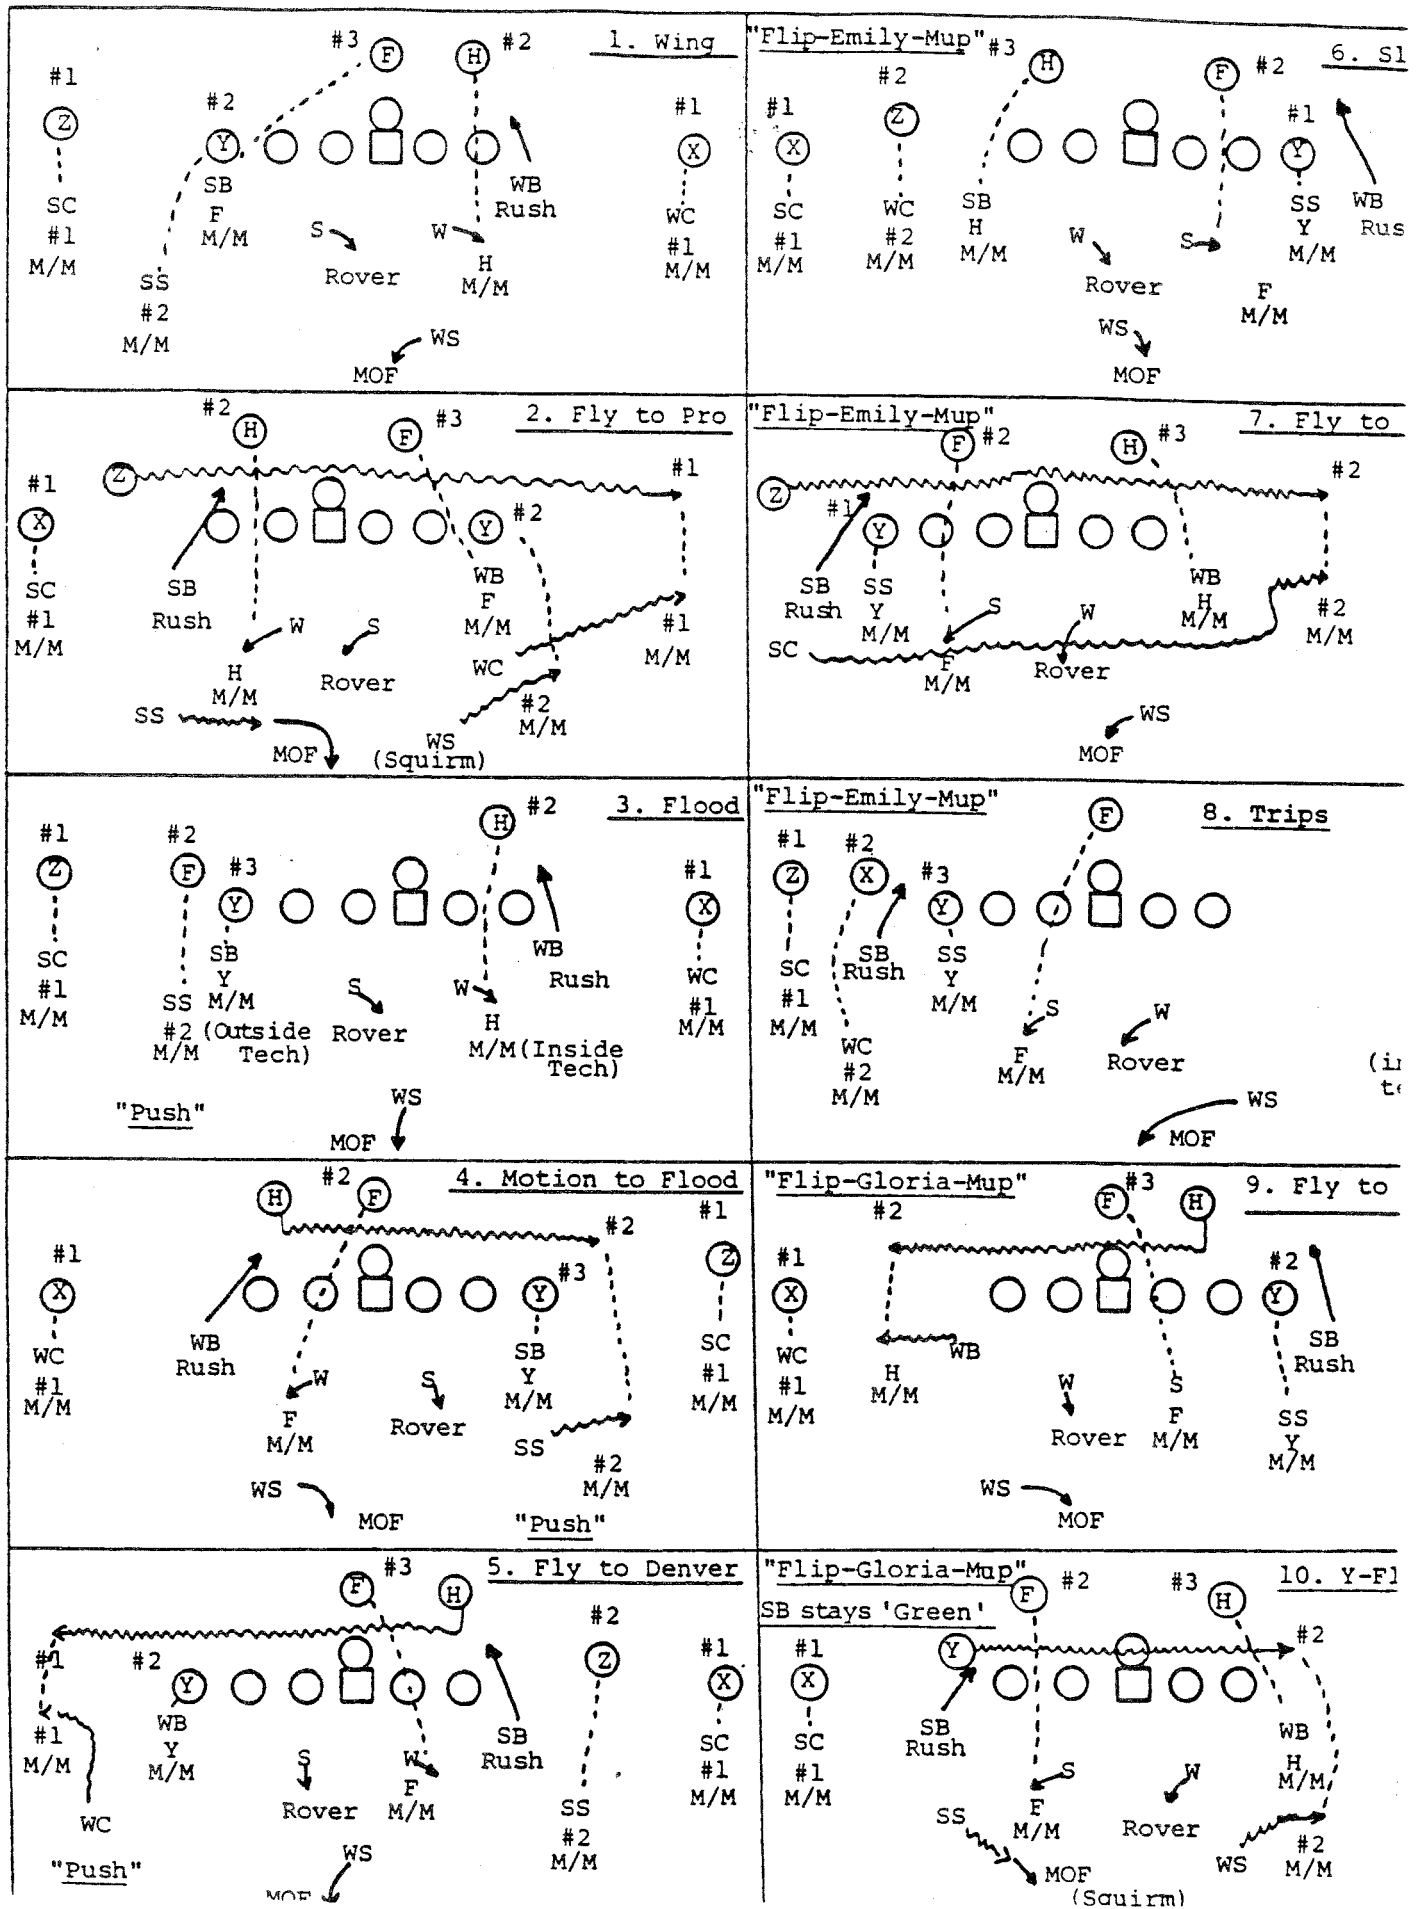 1. Wing
#3 F H #2
#1
Z
#2
Y
#1
X
SB
F
M/M
WB
Rush
SC
#1
M/M
S
W
WC
#1
M/M
Rover
H
M/M
SS
#2
M/M
WS
MOF
"Flip-Emily-Mup" #3
H
F #2
6. Sl
#1
X
#2
Z
#1
Y
SC
#1
M/M
WC
#2
M/M
SB
H
M/M
SS
Y
M/M
WB
Rus
W
S
Rover
F
M/M
WS
MOF
2. Fly to Pro
#2 H
F #3
Z
#1
#1
X
Y #2
SC
#1
M/M
SB
Rush
WB
F
M/M
W
S
#1
M/M
H
M/M
Rover
WC
#2
M/M
SS
MOF
WS
(Squirm)
"Flip-Emily-Mup"
7. Fly to
F #2
H #3
#2
Z
#1
Y
SB
Rush
SS
Y
M/M
WB
H
M/M
#2
M/M
S
W
SC
F
M/M
Rover
WS
MOF
3. Flood
H #2
#1
Z
#2
F
#3
Y
#1
X
SC
#1
M/M
SB
Y
M/M
(Outside
Tech)
SS
#2
M/M
S
Rover
W
H
M/M(Inside
Tech)
WB
Rush
WC
#1
M/M
WS
"Push"
MOF
"Flip-Emily-Mup"
8. Trips
F
#1
Z
#2
X
#3
Y
SC
#1
M/M
SB
Rush
SS
Y
M/M
WC
#2
M/M
S
F
M/M
W
Rover
WS
MOF
4. Motion to Flood
H
#2 F
#2
#1
Z
#1
X
#3
Y
WC
#1
M/M
WB
Rush
W
F
M/M
S
Rover
SB
Y
M/M
SC
#1
M/M
SS
#2
M/M
WS
MOF
"Push"
"Flip-Gloria-Mup"
9. Fly to
#2
F #3
H
#1
X
#2
Y
WC
#1
M/M
WB
H
M/M
W
Rover
S
F
M/M
SB
Rush
SS
Y
M/M
WS
MOF
5. Fly to Denver
F #3
H
#1
#2
Y
#2
Z
#1
X
#1
M/M
WB
Y
M/M
S
Rover
W
F
M/M
SB
Rush
SC
#1
M/M
WC
SS
#2
M/M
"Push"
WS
MOF
"Flip-Gloria-Mup"
SB stays 'Green'
10. Y-Fl
F #2
#3 H
#2
#1
X
Y
SC
#1
M/M
SB
Rush
S
F
M/M
W
Rover
WB
H
M/M
SS
MOF
(Squirm)
WS
#2
M/M